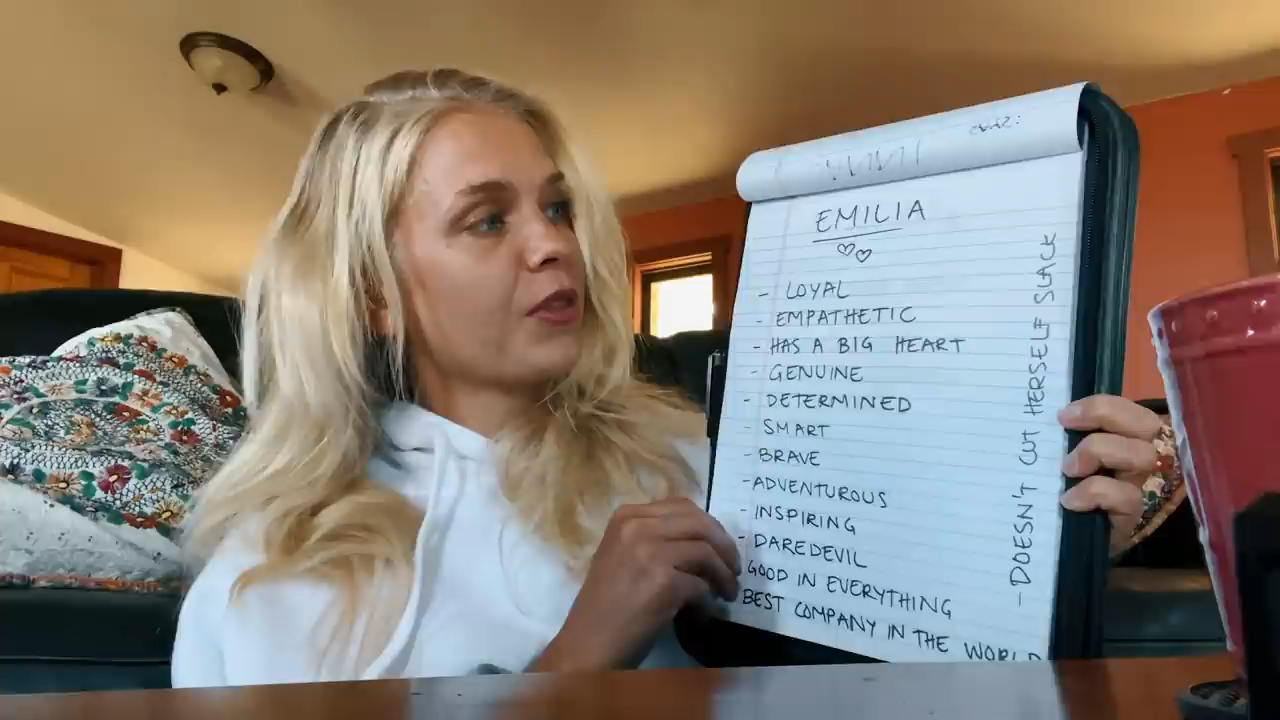 EMILIA
- LOYAL
- EMPATHETIC
- HAS A BIG HEART
- GENUINE
- DETERMINED
- SMART
- BRAVE
- ADVENTUROUS
- INSPIRING
- DAREDEVIL
GOOD IN EVERYTHING
BEST COMPANY IN THE WORLD
- DOESN'T CUT HERSELF SLACK